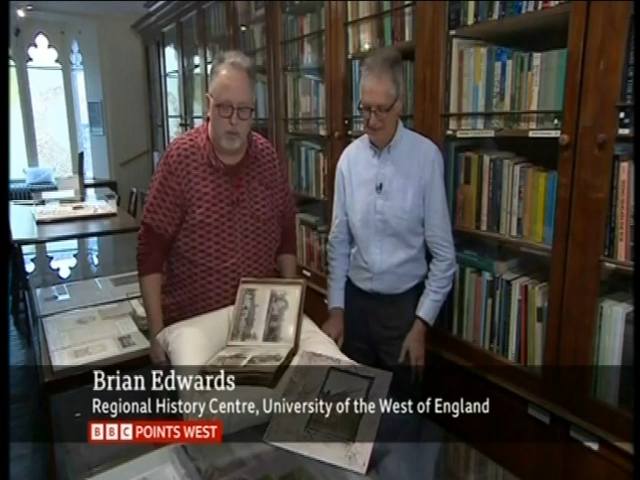 Brian Edwards
Regional History Centre, University of the West of England
BBC POINTS WEST